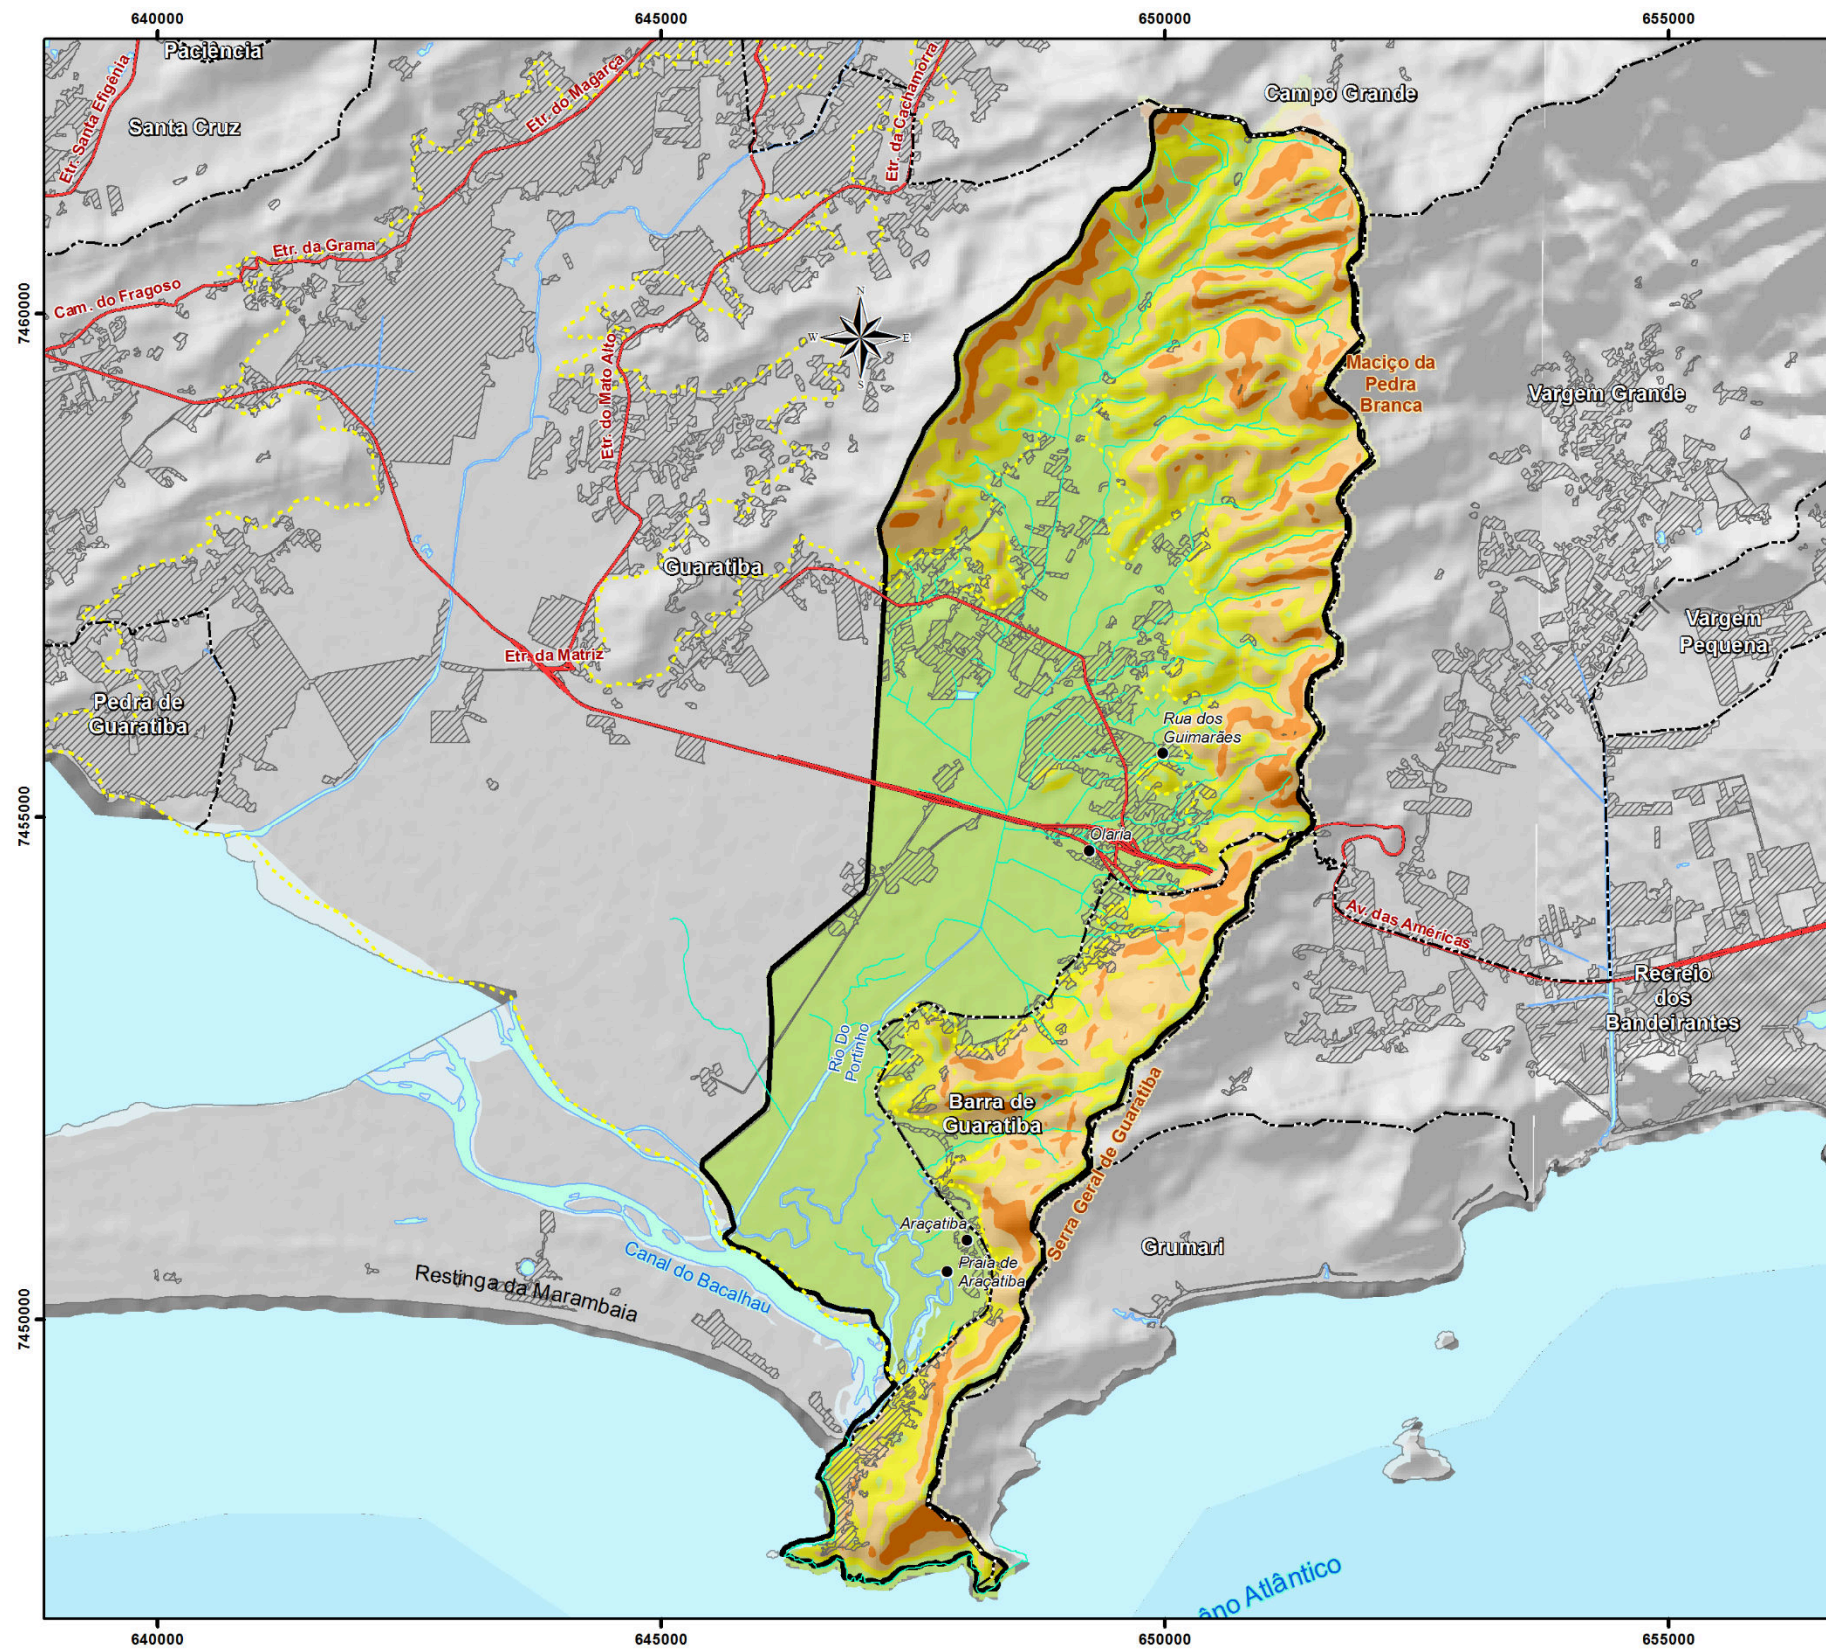 640000
645000
650000
655000
Paciência
Etr. Santa Efigênia
Santa Cruz
Etr. do Magarça
Etr. da Cachamorra
Campo Grande
Etr. da Grama
Cam. do Fragoso
7460000
N
W
E
S
Etr. do Mato Alto
Maciço da
Pedra
Branca
Vargem Grande
Guaratiba
Vargem
Pequena
Etr. da Matriz
Pedra de
Guaratiba
Rua dos
Guimarães
7455000
Olaria
Av. das Américas
Recreio
dos
Bandeirantes
Rio Do
Portinho
Barra de
Guaratiba
Serra Geral de Guaratiba
Araçatiba
Grumari
Praia de
Araçatiba
Canal do Bacalhau
Restinga da Marambaia
7450000
âno Atlântico
640000
645000
650000
655000